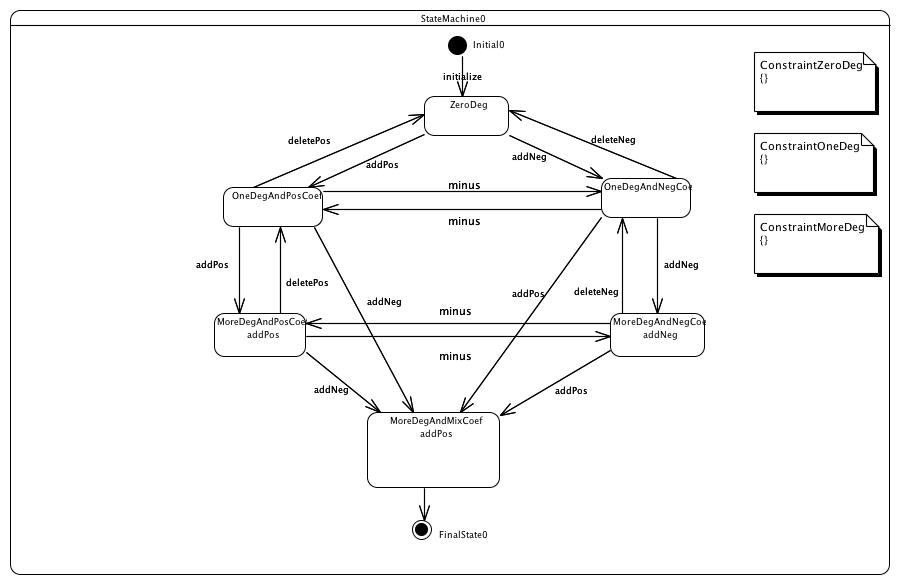 StateMachine0
Initial0
initialize
ConstraintZeroDeg
{}
ZeroDeg
deletePos
deleteNeg
addPos
addNeg
ConstraintOneDeg
{}
OneDegAndPosCoef
minus
OneDegAndNegCoe
minus
ConstraintMoreDeg
{}
addPos
addNeg
deletePos
addNeg
addPos
deleteNeg
minus
MoreDegAndPosCoef
addPos
MoreDegAndNegCoe
addNeg
minus
addNeg
addPos
MoreDegAndMixCoef
addPos
FinalState0